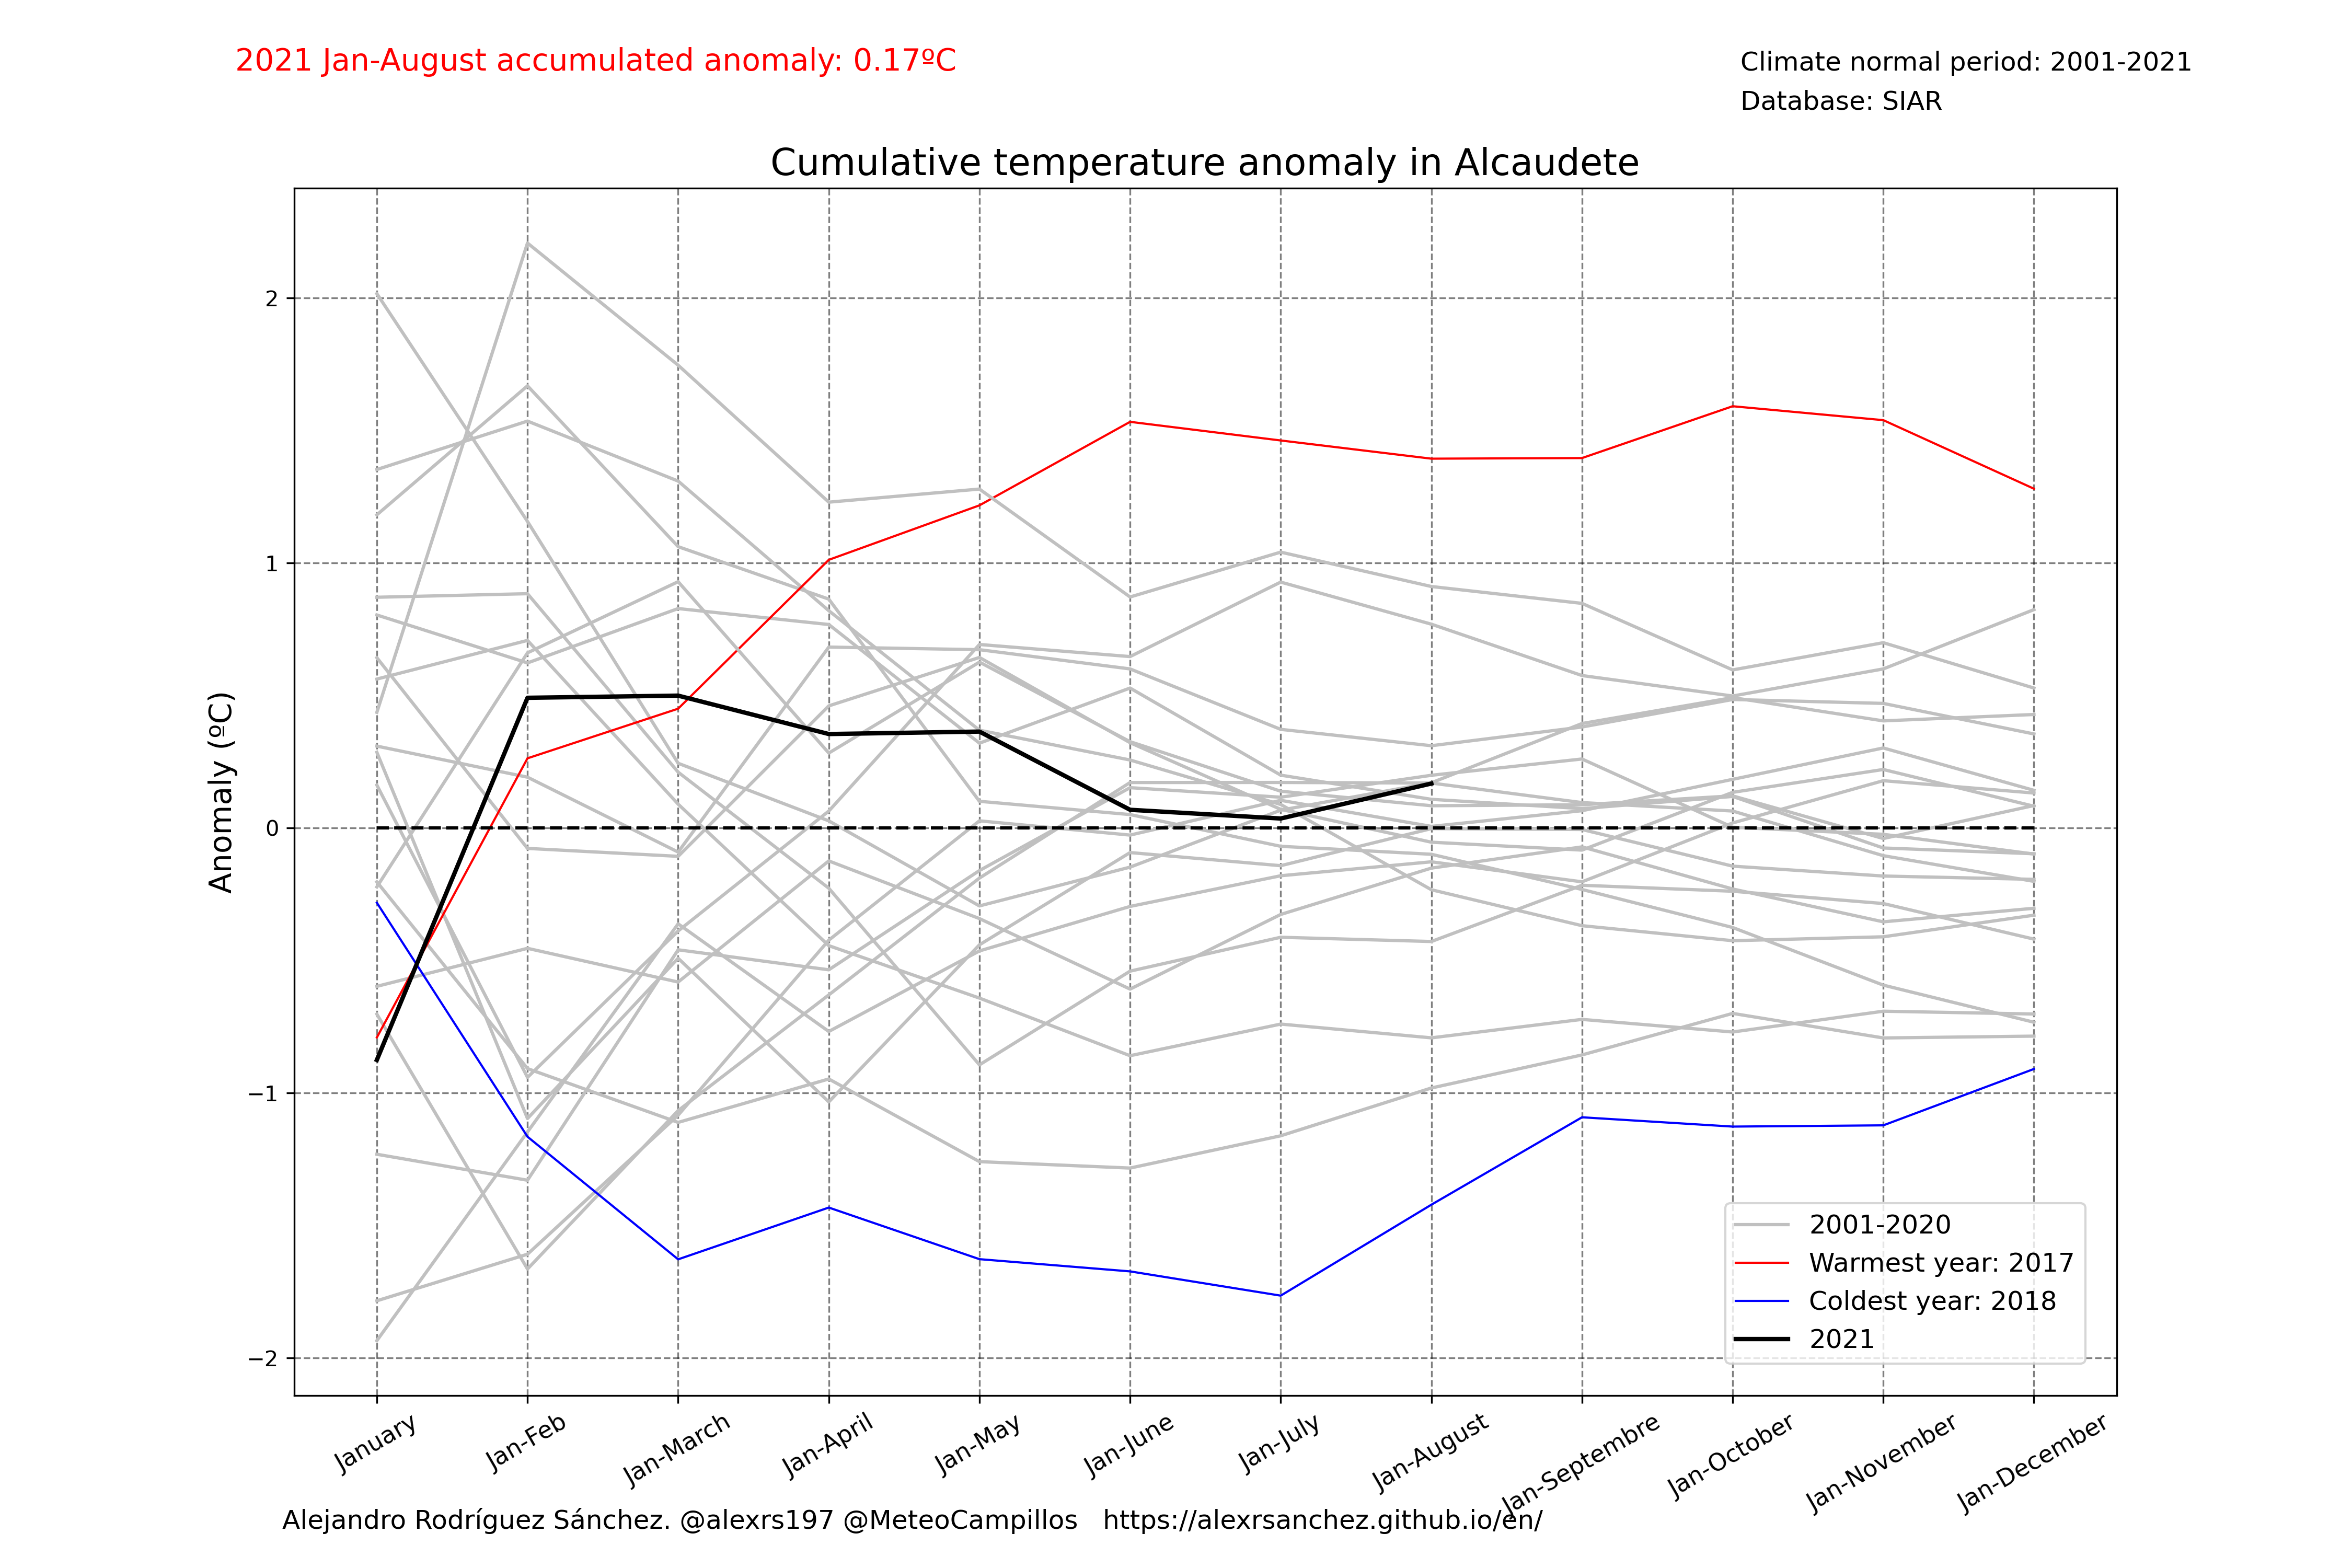 2021 Jan-August accumulated anomaly: 0.17ºC
Climate normal period: 2001-2021
Database: SIAR
Cumulative temperature anomaly in Alcaudete
Anomaly (ºC)
2
1
0
−1
−2
2001-2020
Warmest year: 2017
Coldest year: 2018
2021
January
Jan-Feb
Jan-March
Jan-April
Jan-May
Jan-June
Jan-July
Jan-August
Jan-Septembre
Jan-October
Jan-November
Jan-December
Alejandro Rodríguez Sánchez. @alexrs197 @MeteoCampillos   https://alexrsanchez.github.io/en/